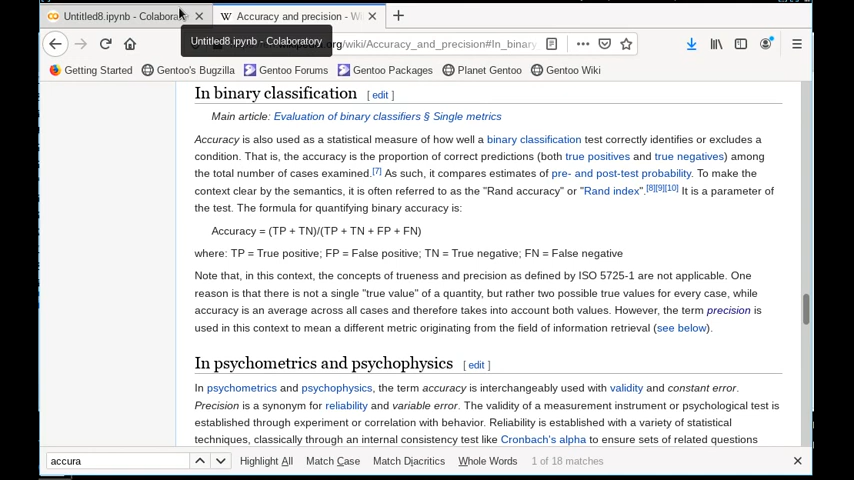 Untitled8.ipynb - Colabora
Accuracy and precision - Wi
Untitled8.ipynb - Colaboratory
/wiki/Accuracy_and_precision#In_binary
Getting Started
Gentoo's Bugzilla
Gentoo Forums
Gentoo Packages
Planet Gentoo
Gentoo Wiki
In binary classification [ edit ]
Main article: Evaluation of binary classifiers § Single metrics
Accuracy is also used as a statistical measure of how well a binary classification test correctly identifies or excludes a
condition. That is, the accuracy is the proportion of correct predictions (both true positives and true negatives) among
the total number of cases examined.[7] As such, it compares estimates of pre- and post-test probability. To make the
context clear by the semantics, it is often referred to as the "Rand accuracy" or "Rand index".[8][9][10] It is a parameter of
the test. The formula for quantifying binary accuracy is:
Accuracy = (TP + TN)/(TP + TN + FP + FN)
where: TP = True positive; FP = False positive; TN = True negative; FN = False negative
Note that, in this context, the concepts of trueness and precision as defined by ISO 5725-1 are not applicable. One
reason is that there is not a single "true value" of a quantity, but rather two possible true values for every case, while
accuracy is an average across all cases and therefore takes into account both values. However, the term precision is
used in this context to mean a different metric originating from the field of information retrieval (see below).
In psychometrics and psychophysics [ edit ]
In psychometrics and psychophysics, the term accuracy is interchangeably used with validity and constant error.
Precision is a synonym for reliability and variable error. The validity of a measurement instrument or psychological test is
established through experiment or correlation with behavior. Reliability is established with a variety of statistical
techniques, classically through an internal consistency test like Cronbach's alpha to ensure sets of related questions
accura
Highlight All
Match Case
Match Diacritics
Whole Words
1 of 18 matches